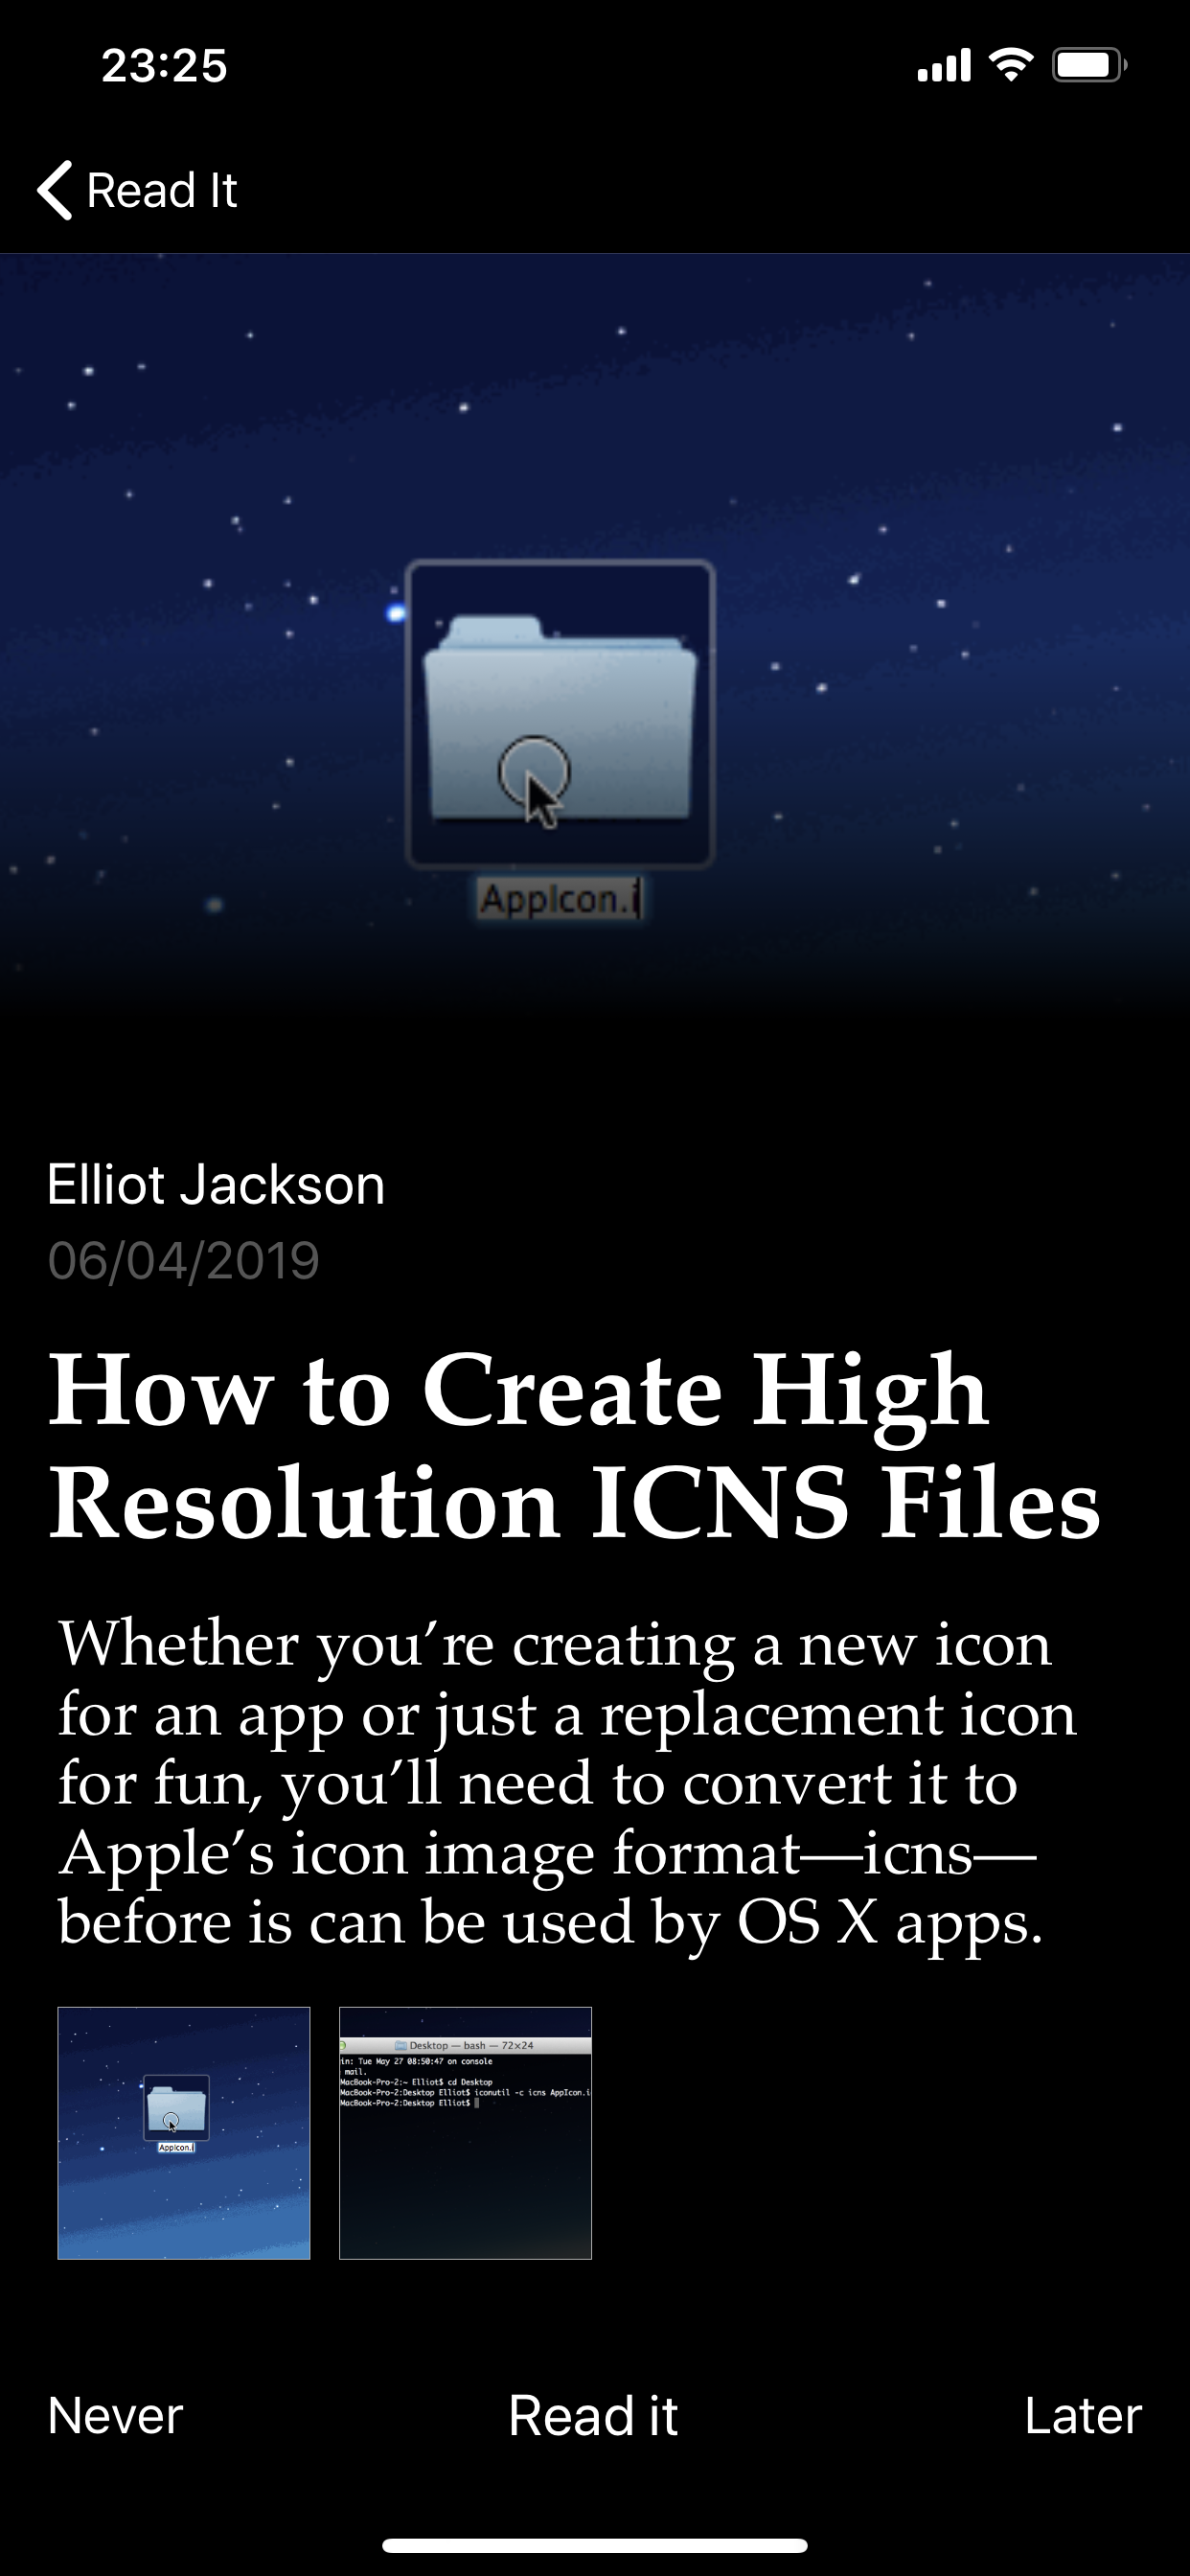 23:25
Read It
AppIcon.i
Elliot Jackson
06/04/2019
How to Create High
Resolution ICNS Files
Whether you’re creating a new icon
for an app or just a replacement icon
for fun, you’ll need to convert it to
Apple’s icon image format—icns—
before is can be used by OS X apps.
AppIcon.i
Desktop — bash — 72×24
in: Tue May 27 08:50:47 on console
mail.
MacBook-Pro-2:~ Elliot$ cd Desktop
MacBook-Pro-2:Desktop Elliot$ iconutil -c icns AppIcon.i
MacBook-Pro-2:Desktop Elliot$
Never
Read it
Later